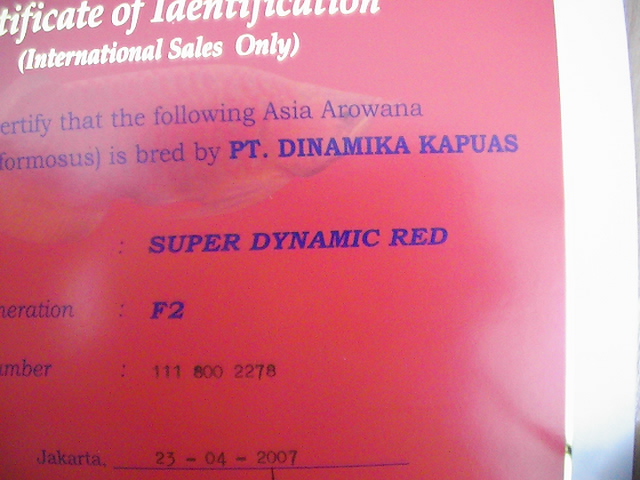 tificate of Identification
(International Sales Only)
ertify that the following Asia Arowana
formosus) is bred by PT. DINAMIKA KAPUAS
: SUPER DYNAMIC RED
neration : F2
umber : 111 800 2278
Jakarta, 23 - 04 - 2007